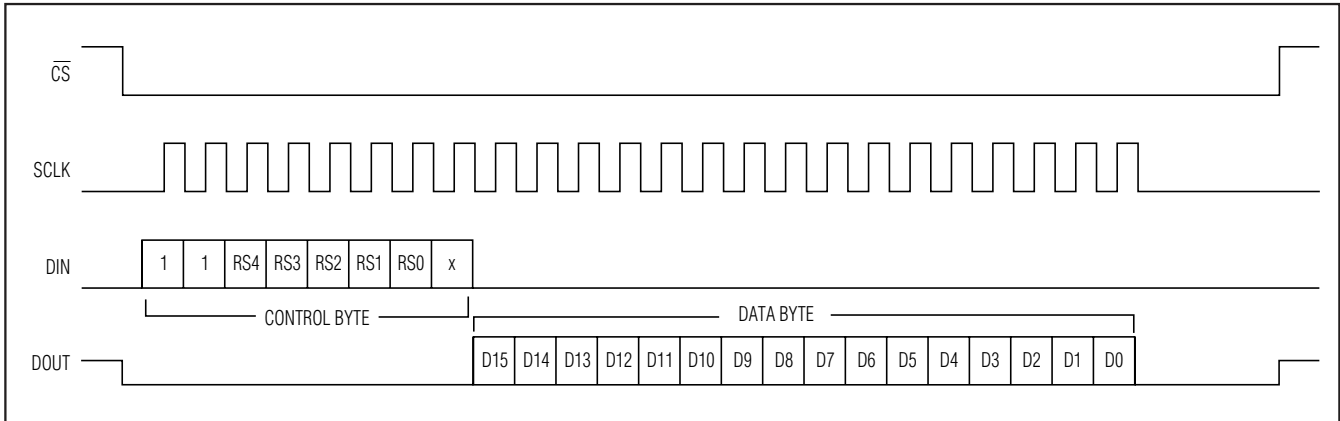 CS
SCLK
DIN
1 1 RS4 RS3 RS2 RS1 RS0 x
CONTROL BYTE
DATA BYTE
DOUT
D15 D14 D13 D12 D11 D10 D9 D8 D7 D6 D5 D4 D3 D2 D1 D0